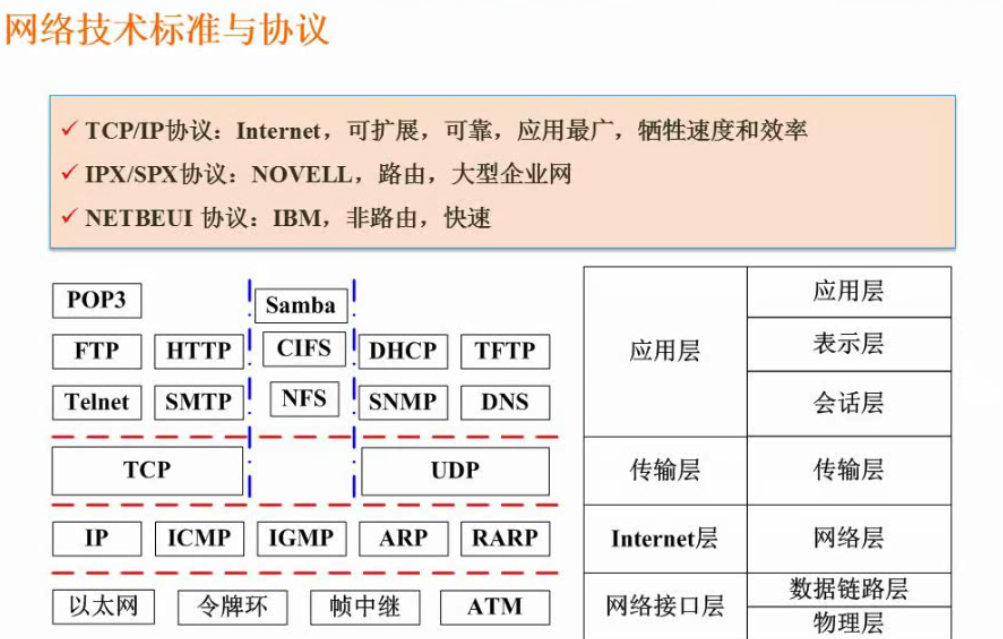 网络技术标准与协议
✓ TCP/IP协议：Internet，可扩展，可靠，应用最广，牺牲速度和效率
✓ IPX/SPX协议：NOVELL，路由，大型企业网
✓ NETBEUI 协议：IBM，非路由，快速
POP3 Samba
FTP HTTP CIFS DHCP TFTP
Telnet SMTP NFS SNMP DNS
TCP UDP
IP ICMP IGMP ARP RARP
以太网 令牌环 帧中继 ATM
应用层 应用层
表示层
会话层
传输层 传输层
Internet层 网络层
网络接口层 数据链路层
物理层